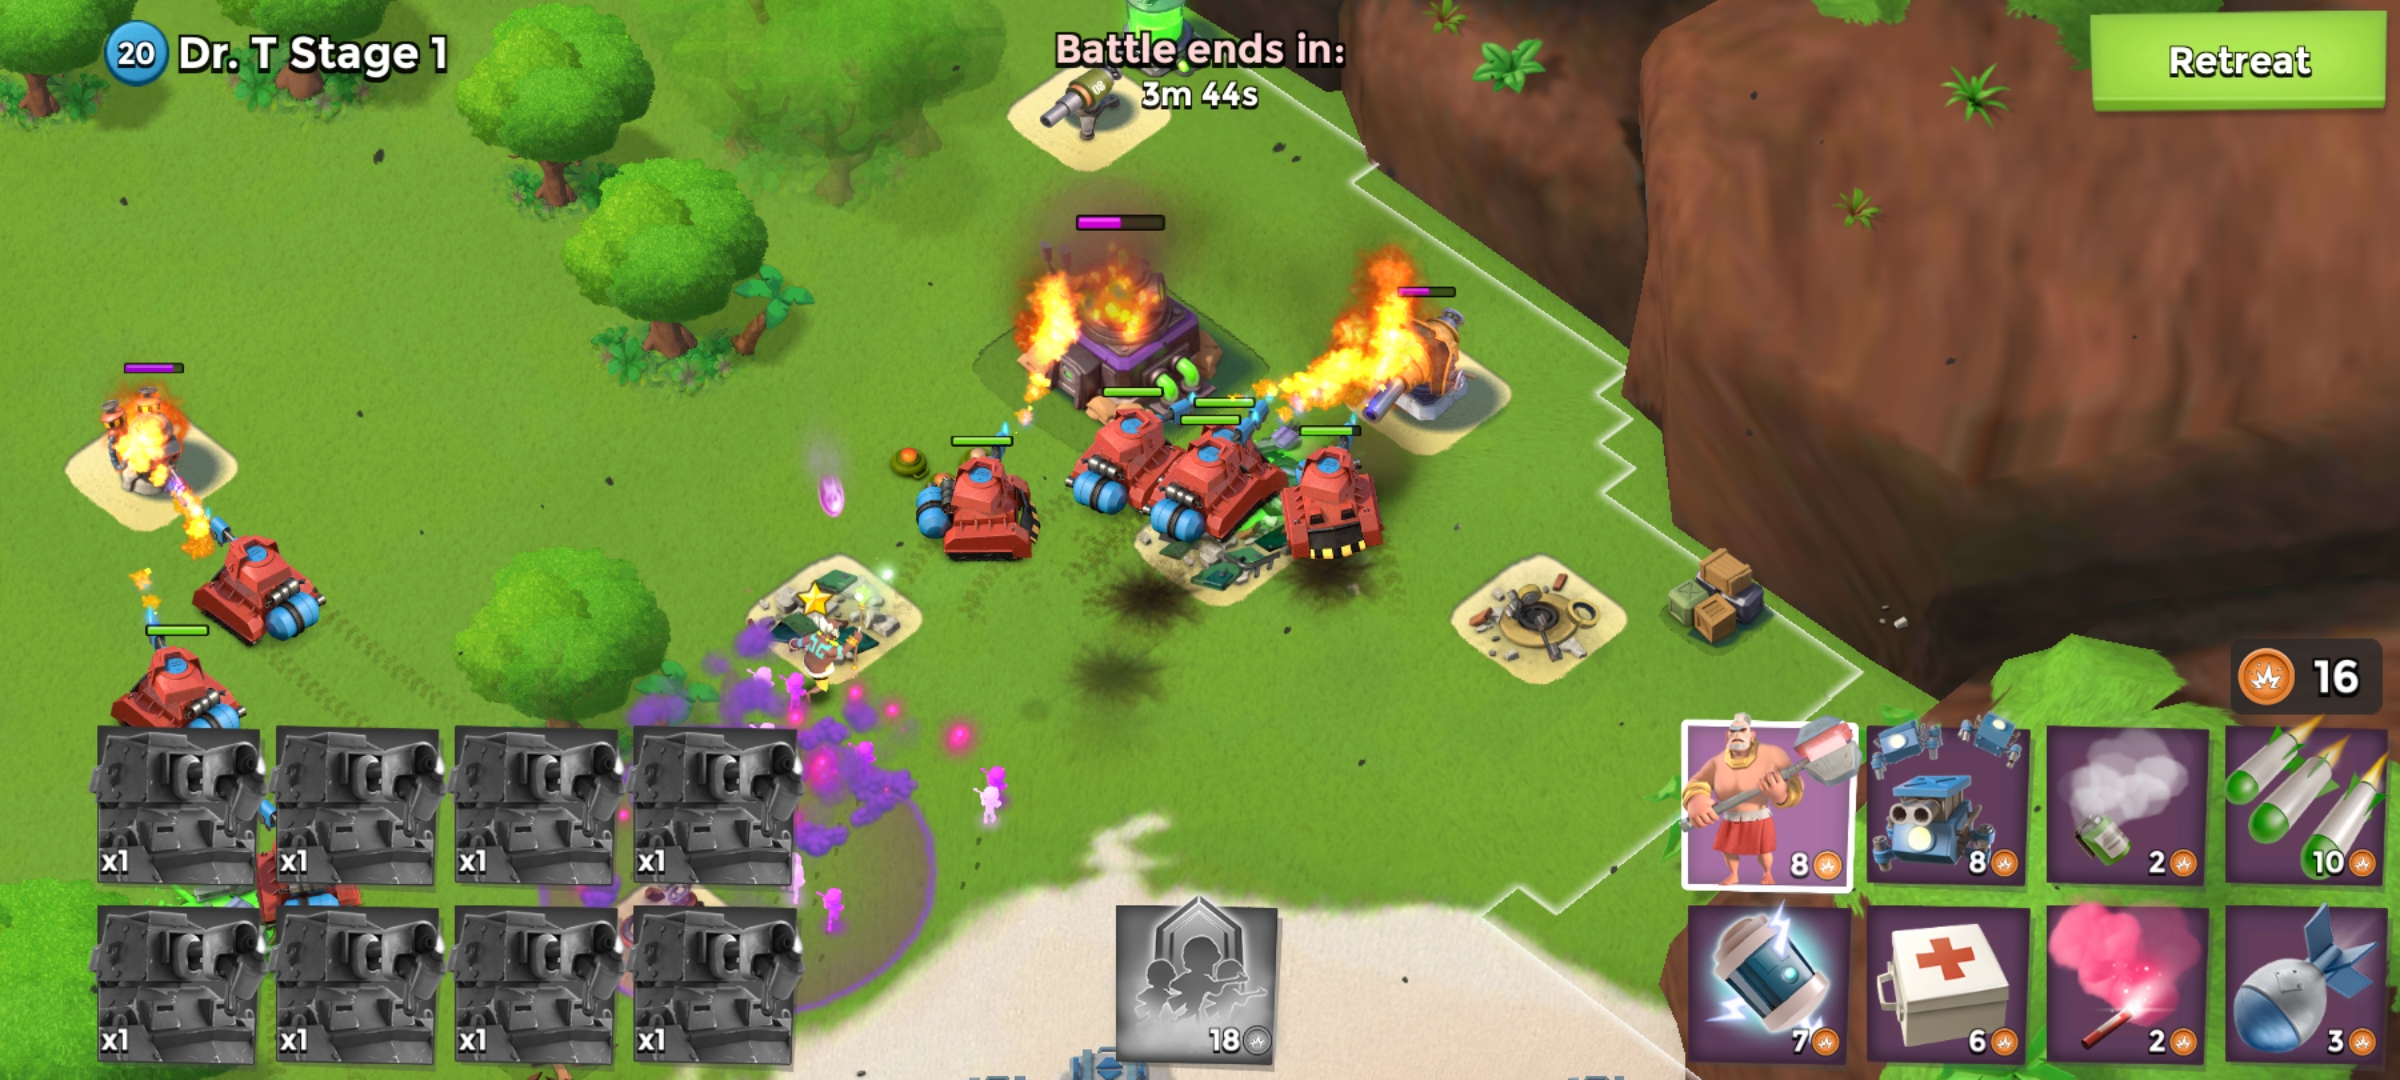 20 Dr. T Stage 1
Battle ends in:
3m 44s
Retreat
08
16
x1 x1 x1 x1
8 8 2 10
x1 x1 x1 x1
18
7 6 2 3